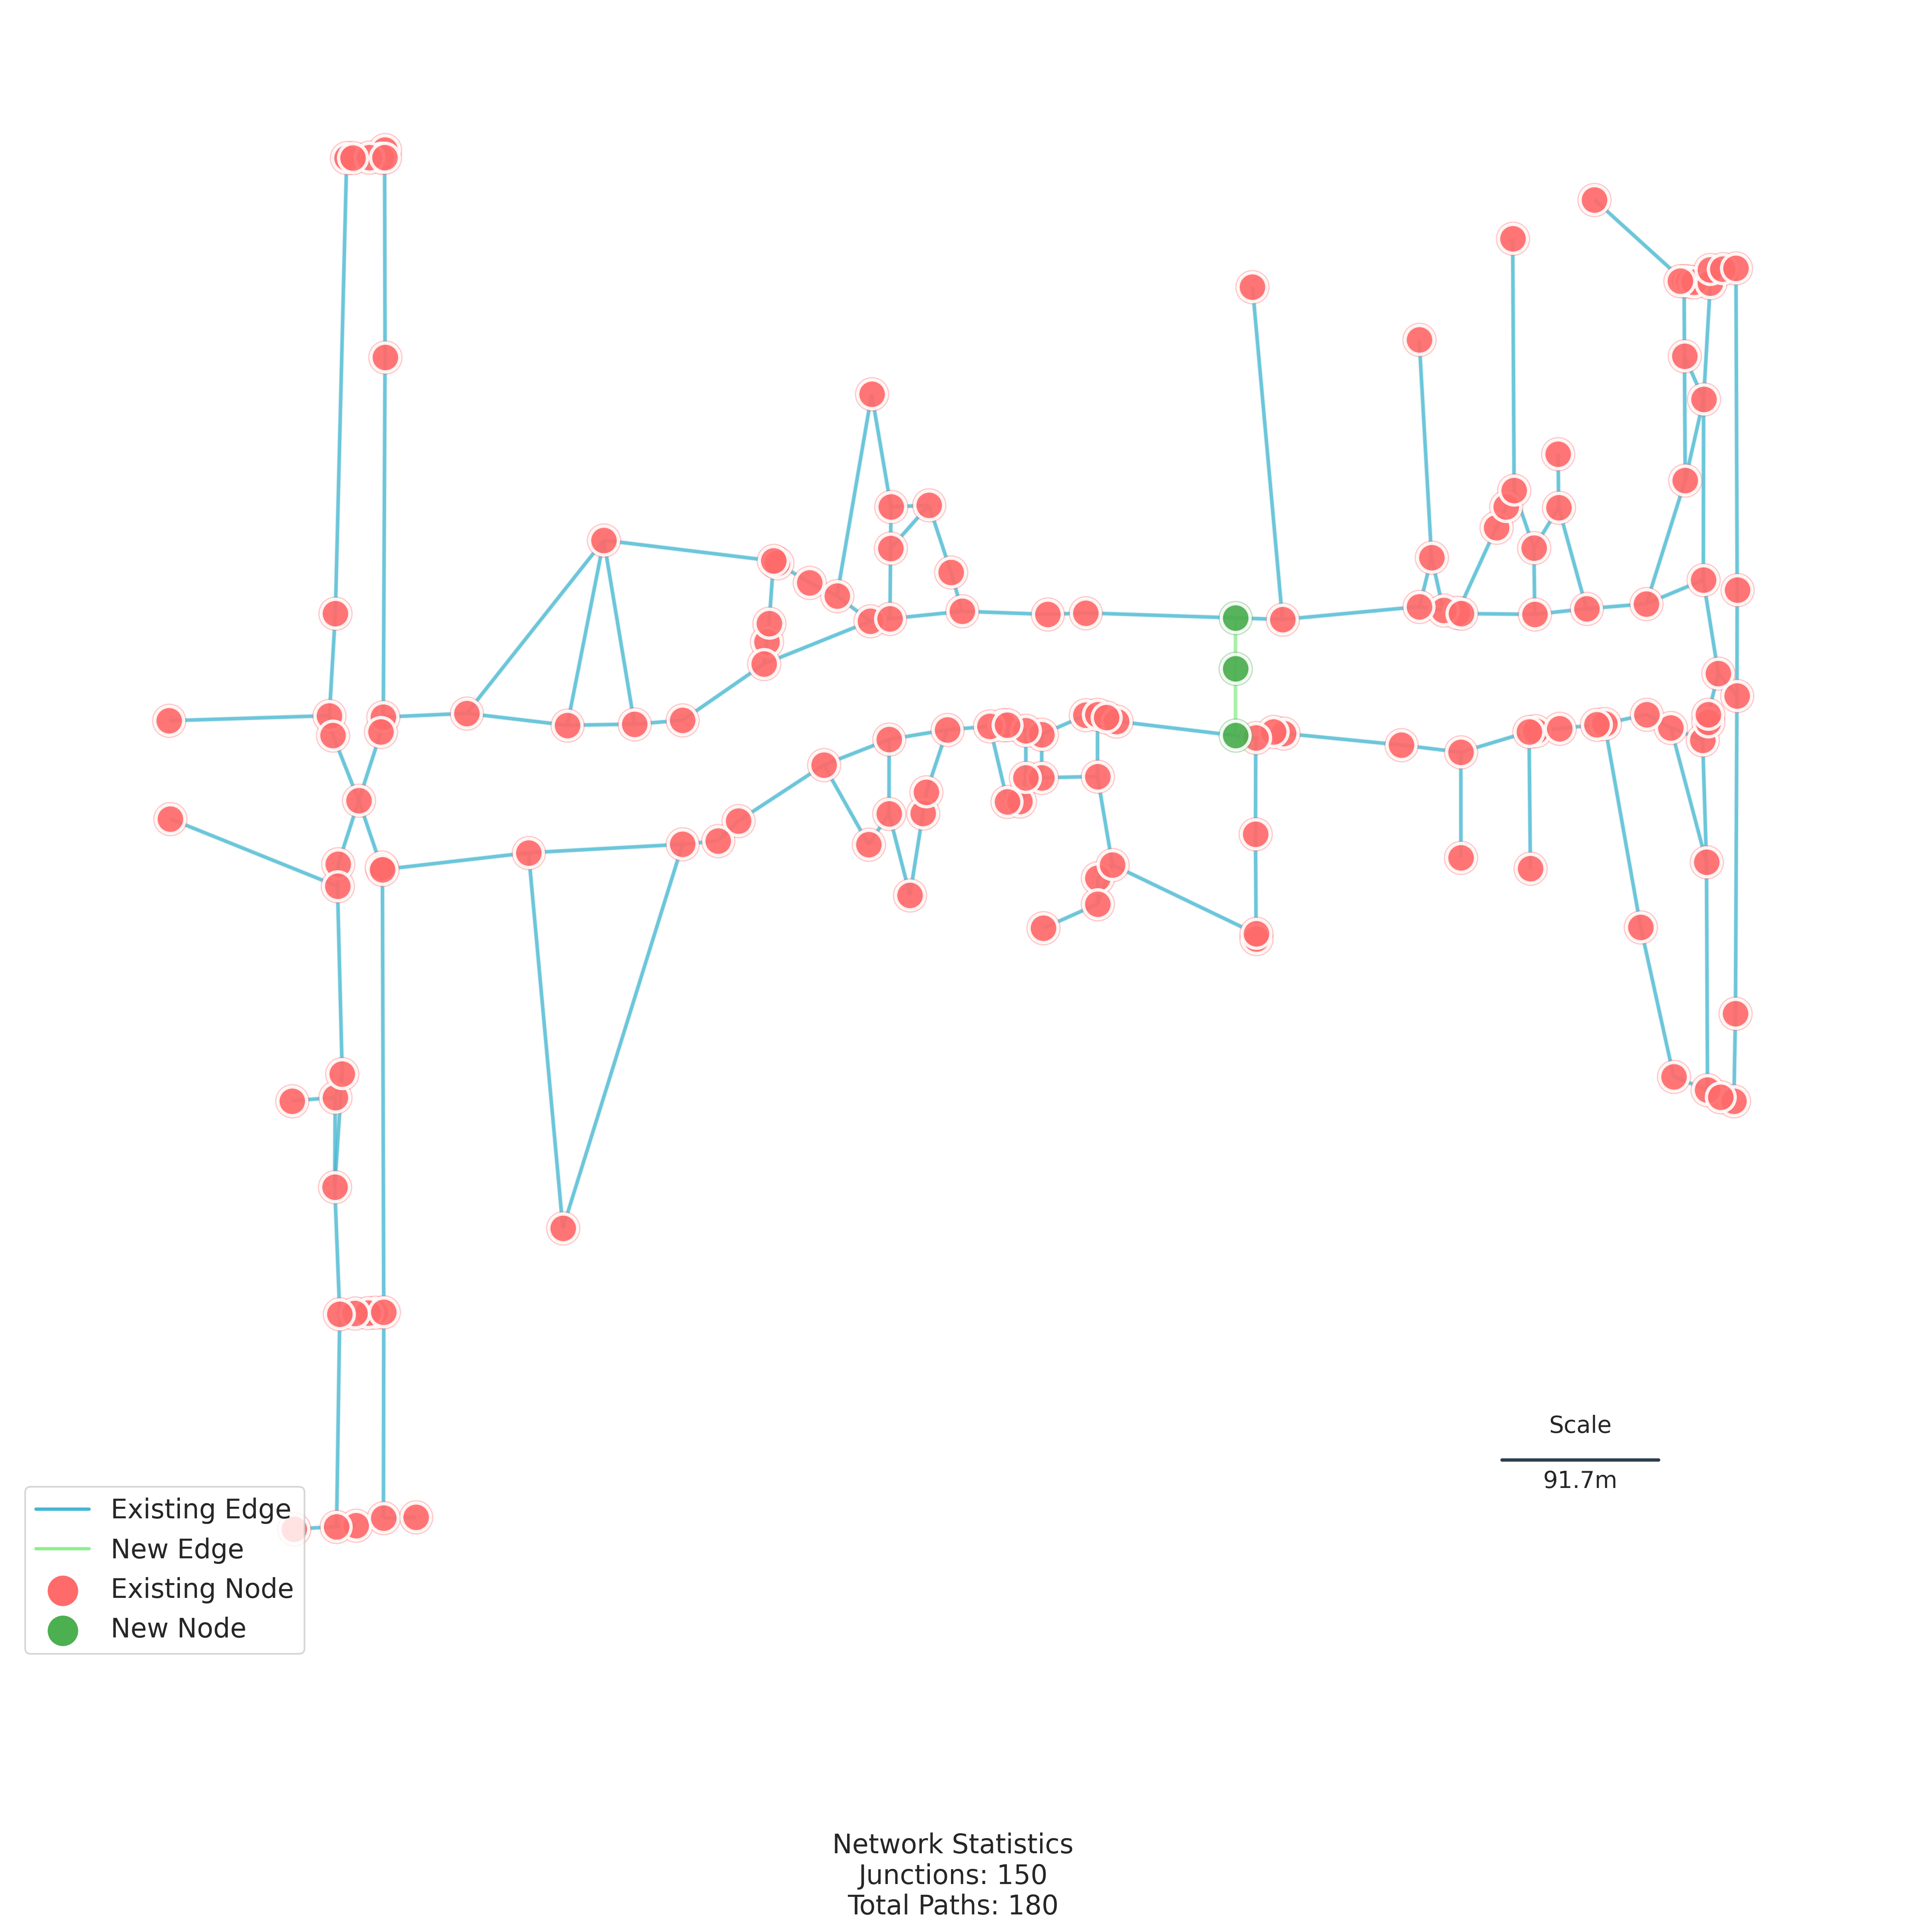 Scale
91.7m
Existing Edge
New Edge
Existing Node
New Node
Network Statistics
Junctions: 150
Total Paths: 180